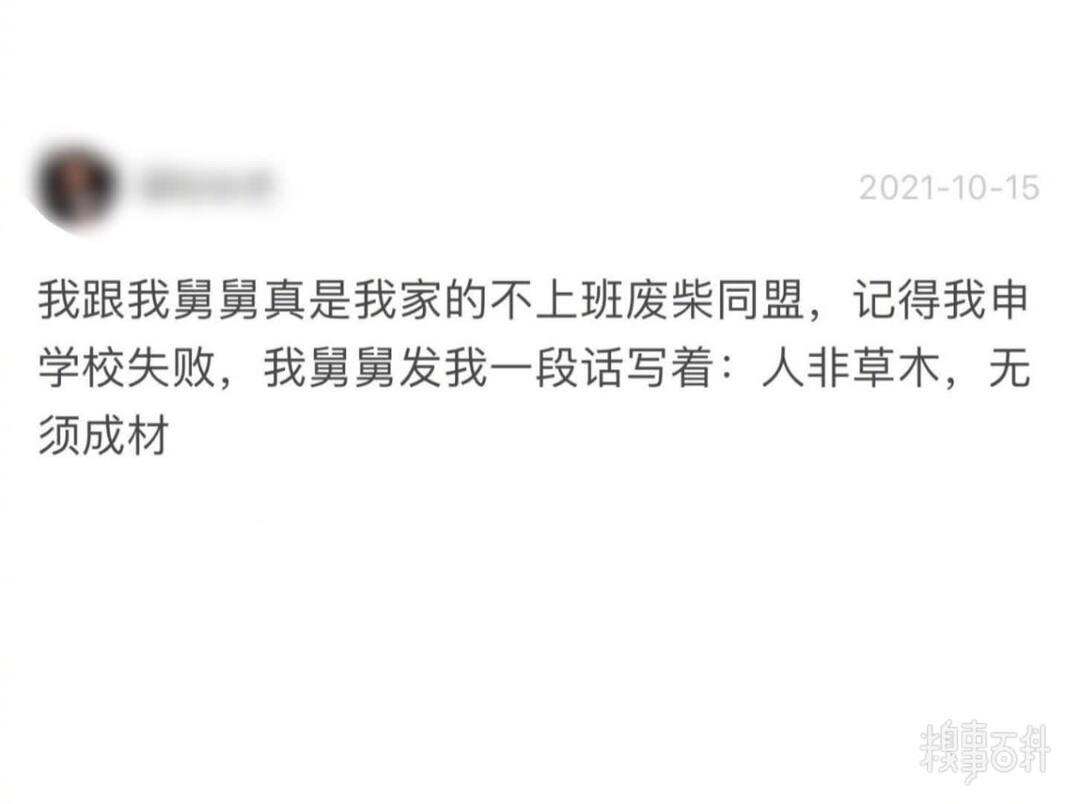 2021-10-15
我跟我舅舅真是我家的不上班废柴同盟，记得我申
学校失败，我舅舅发我一段话写着：人非草木，无
须成材
糗事百科